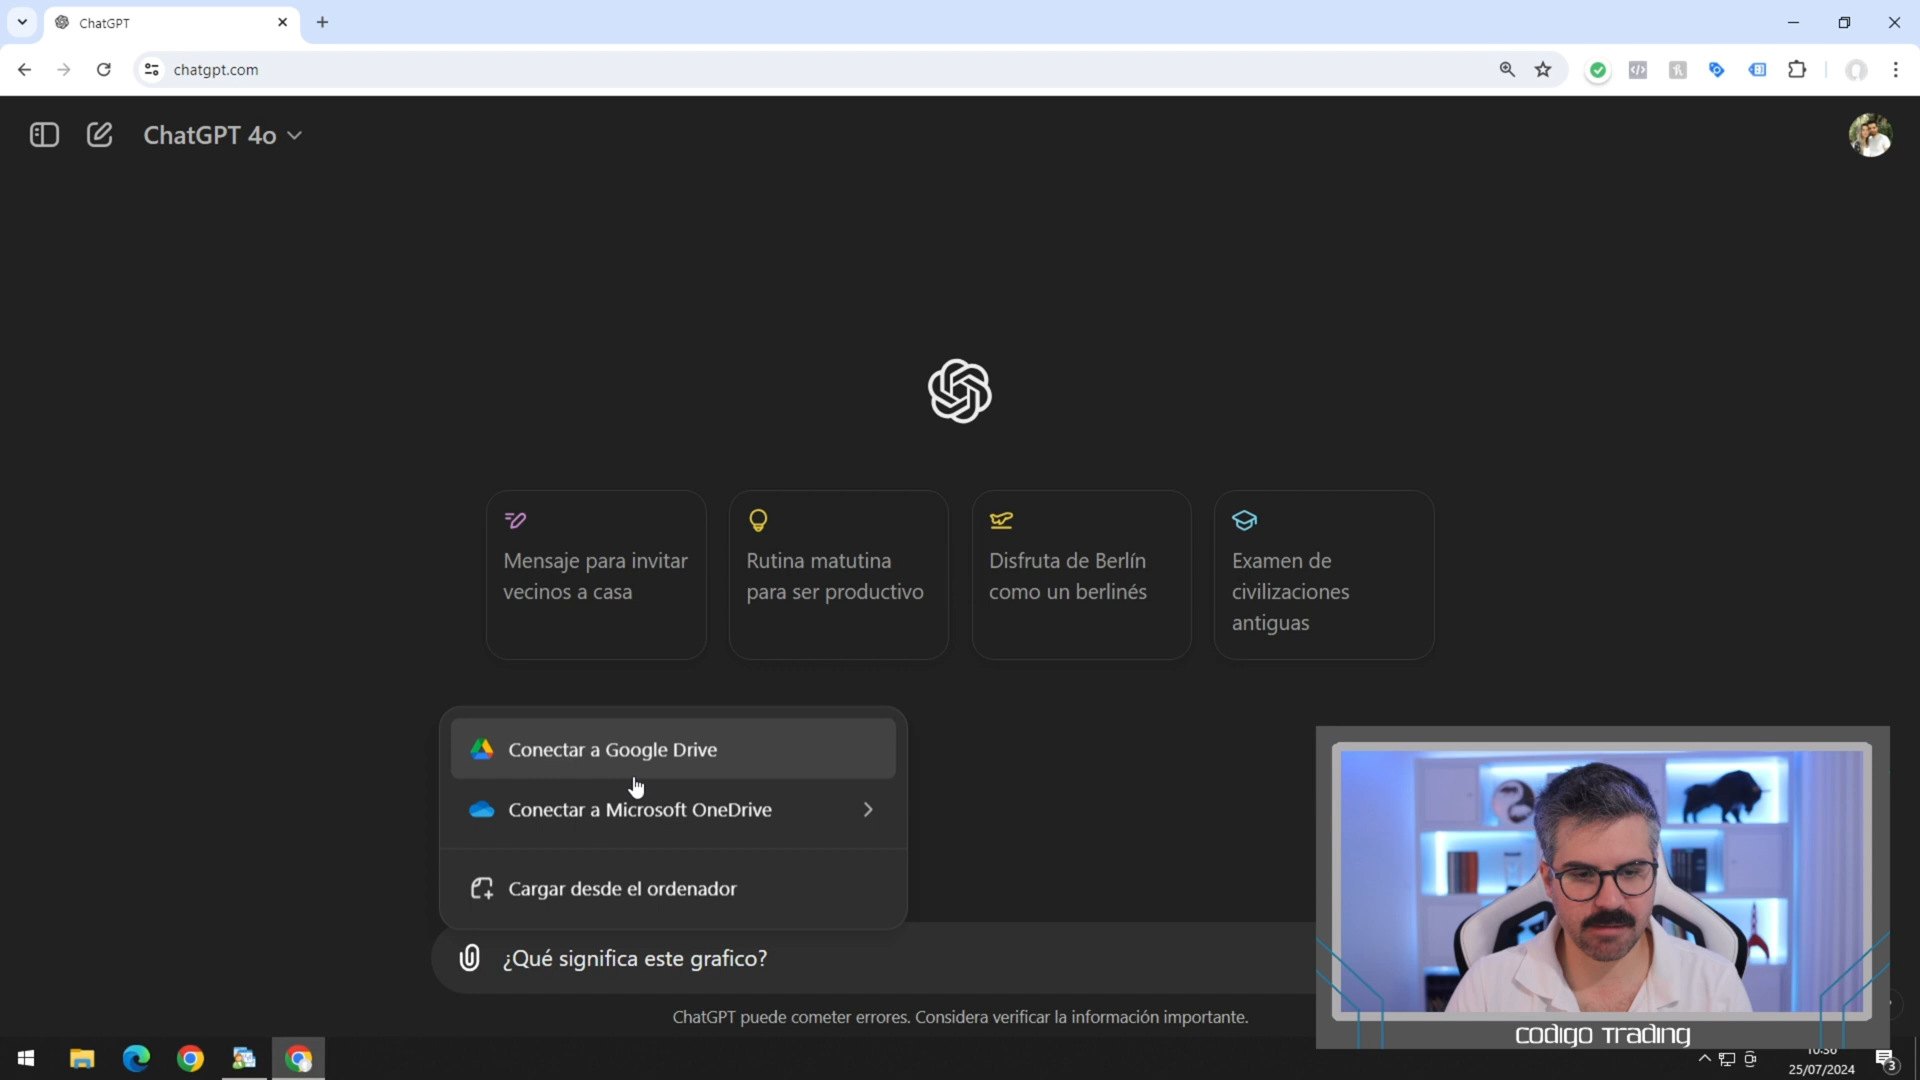 ChatGPT
chatgpt.com
ChatGPT 4o
Mensaje para invitar
vecinos a casa
Rutina matutina
para ser productivo
Disfruta de Berlín
como un berlinés
Examen de
civilizaciones
antiguas
Conectar a Google Drive
Conectar a Microsoft OneDrive
Cargar desde el ordenador
¿Qué significa este grafico?
ChatGPT puede cometer errores. Considera verificar la información importante.
codigo Trading
25/07/2024
3